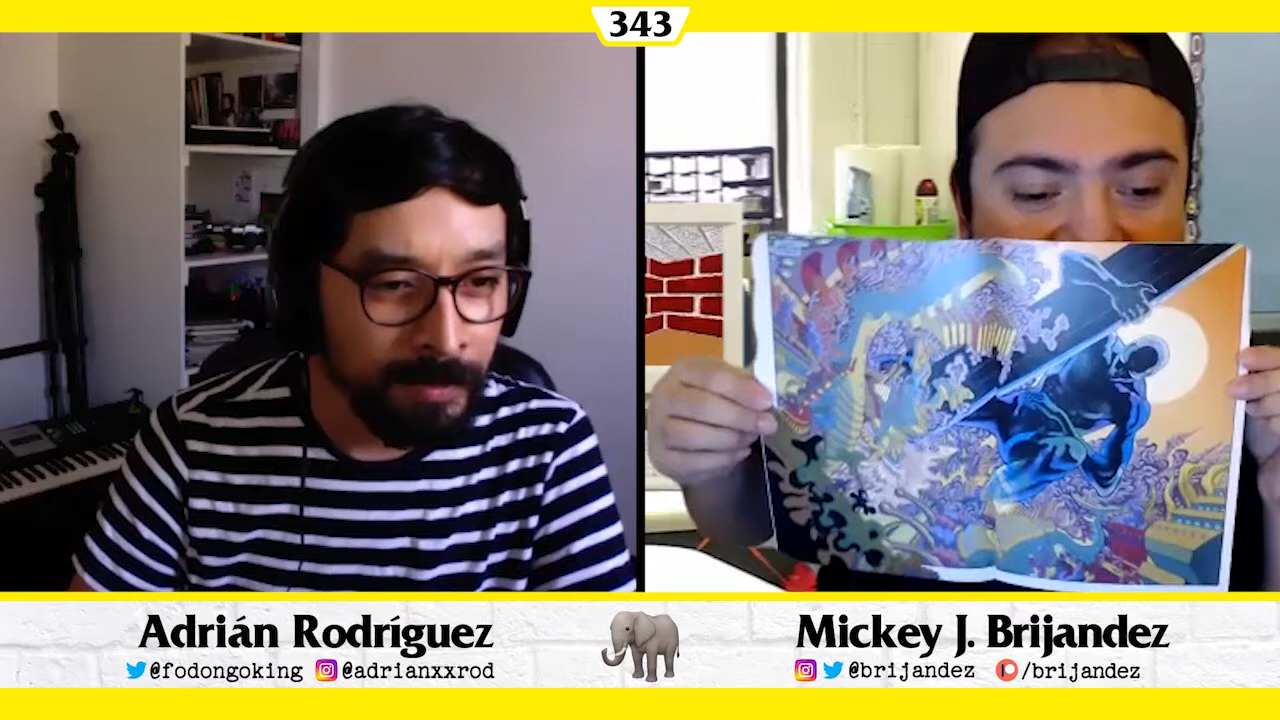 343
Adrián Rodríguez
@fodongoking @adrianxxrod
Mickey J. Brijandez
@brijandez /brijandez